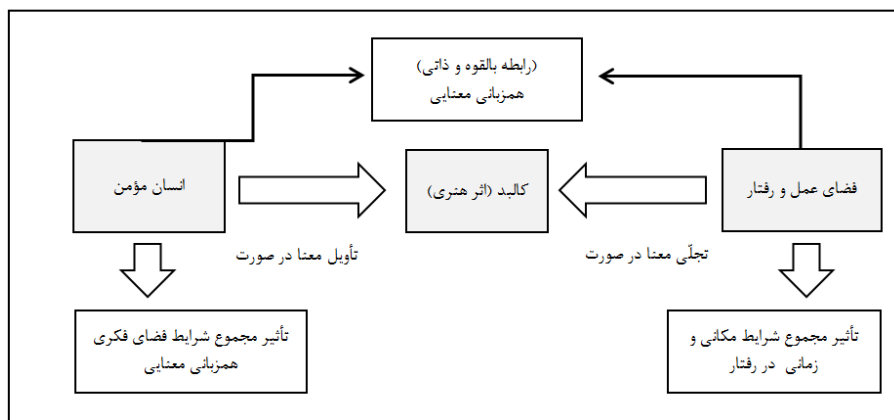 (رابطه بالقوه و ذاتی)
همزبانی معنایی
فضای عمل و رفتار
کالبد (اثر هنری)
انسان مؤمن
تجلّی معنا در صورت
تأویل معنا در صورت
تأثیر مجموع شرایط مکانی و
زمانی در رفتار
تأثیر مجموع شرایط فضای فکری
همزبانی معنایی